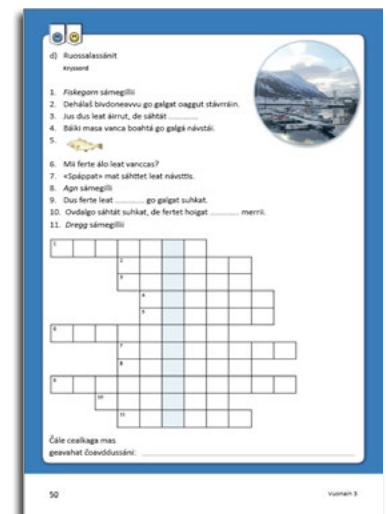 d) Ruossalassánit
Kryssord
1. Fiskegarn sámegillii
2. Dehálaš bivdoneavvu go galgat oaggut stávrráin.
3. Jus dus leat áirrut, de sáhtát ............
4. Báiki masa vanca boahtá go galgá návstái.
5.
6. Mii ferte álo leat vanccas?
7. «Spáppat» mat sáhttet leat návsttis.
8. Agn sámegilli
9. Dus ferte leat ............ go galgat suhkat.
10. Ovdalgo sáhtát suhkat, de fertet hoigat ............ merrii.
11. Dregg sámegillii
1
2
3
4
5
6
7
8
9
10
11
Čále cealkaga mas
geavahat čoavddussáni:
50
Vuonain 3